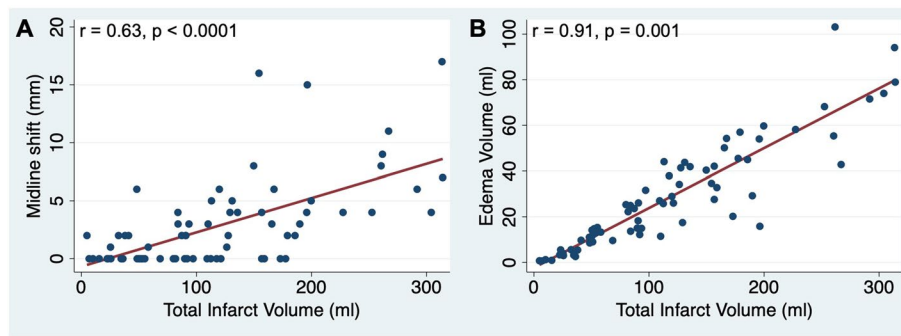 A
r = 0.63, p < 0.0001
Midline shift (mm)
20
15
10
5
0
0 100 200 300
Total Infarct Volume (ml)
B
r = 0.91, p = 0.001
Edema Volume (ml)
100
80
60
40
20
0
0 100 200 300
Total Infarct Volume (ml)